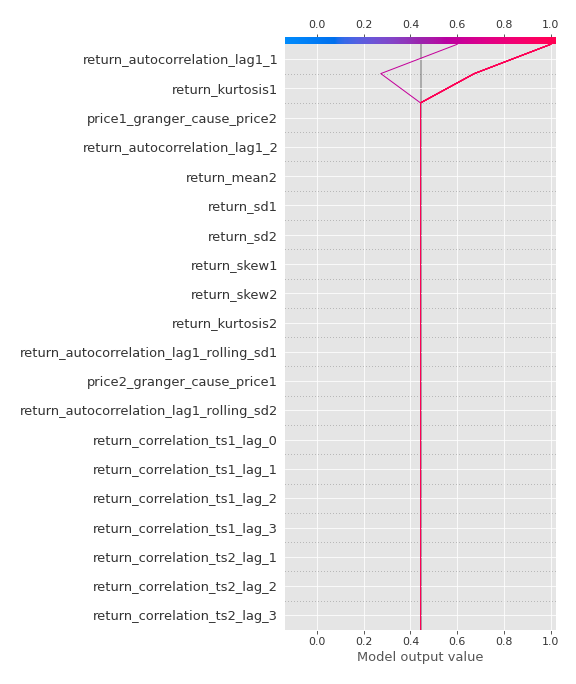 0.0 0.2 0.4 0.6 0.8 1.0
return_autocorrelation_lag1_1
return_kurtosis1
price1_granger_cause_price2
return_autocorrelation_lag1_2
return_mean2
return_sd1
return_sd2
return_skew1
return_skew2
return_kurtosis2
return_autocorrelation_lag1_rolling_sd1
price2_granger_cause_price1
return_autocorrelation_lag1_rolling_sd2
return_correlation_ts1_lag_0
return_correlation_ts1_lag_1
return_correlation_ts1_lag_2
return_correlation_ts1_lag_3
return_correlation_ts2_lag_1
return_correlation_ts2_lag_2
return_correlation_ts2_lag_3
0.0 0.2 0.4 0.6 0.8 1.0
Model output value